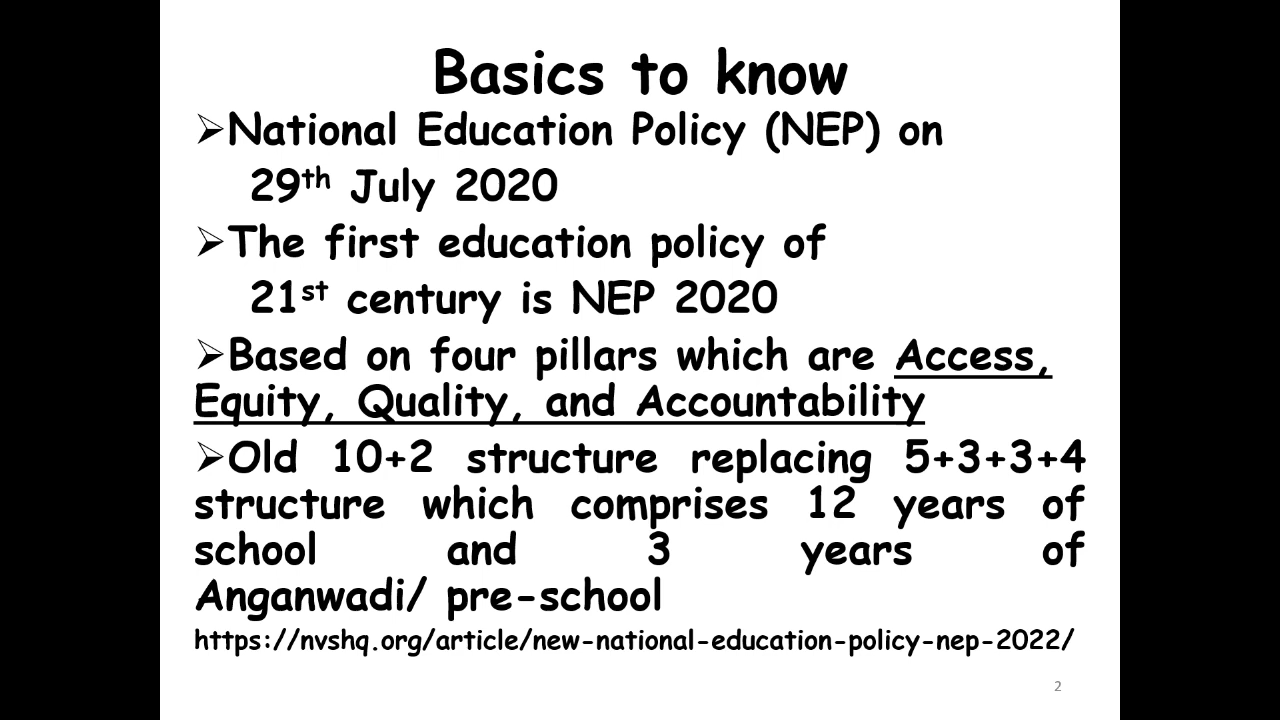 Basics to know
➢National Education Policy (NEP) on
29th July 2020
➢The first education policy of
21st century is NEP 2020
➢Based on four pillars which are Access,
Equity, Quality, and Accountability
➢Old 10+2 structure replacing 5+3+3+4
structure which comprises 12 years of
school and 3 years of
Anganwadi/ pre-school
https://nvshq.org/article/new-national-education-policy-nep-2022/
2